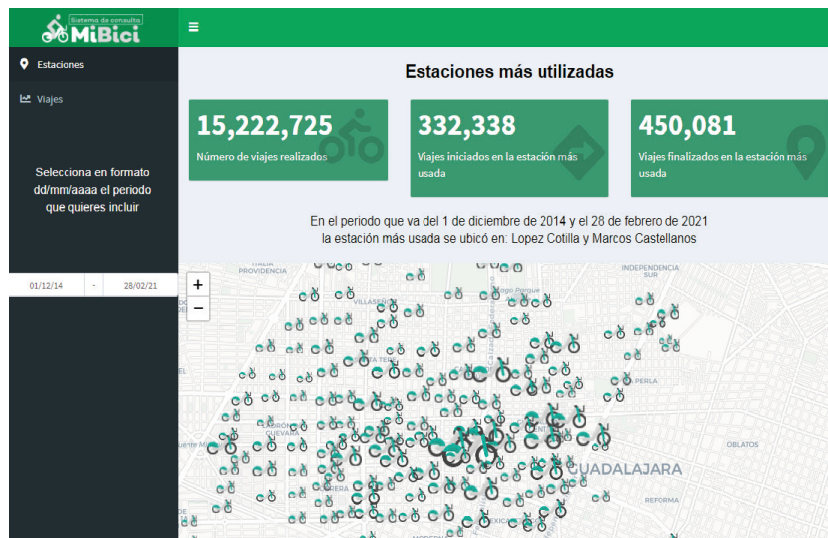 Sistema de consulta
MiBici
Estaciones
Viajes
Selecciona en formato
dd/mm/aaaa el periodo
que quieres incluir
01/12/14 - 28/02/21
Estaciones más utilizadas
15,222,725
Número de viajes realizados
332,338
Viajes iniciados en la estación más
usada
450,081
Viajes finalizados en la estación más
usada
En el periodo que va del 1 de diciembre de 2014 y el 28 de febrero de 2021
la estación más usada se ubicó en: Lopez Cotilla y Marcos Castellanos
+
−
PROVIDENCIA
INDEPENDENCIA
SUR
VILLASEÑOR
PERLA
OBLATOS
GUADALAJARA
REFORMA